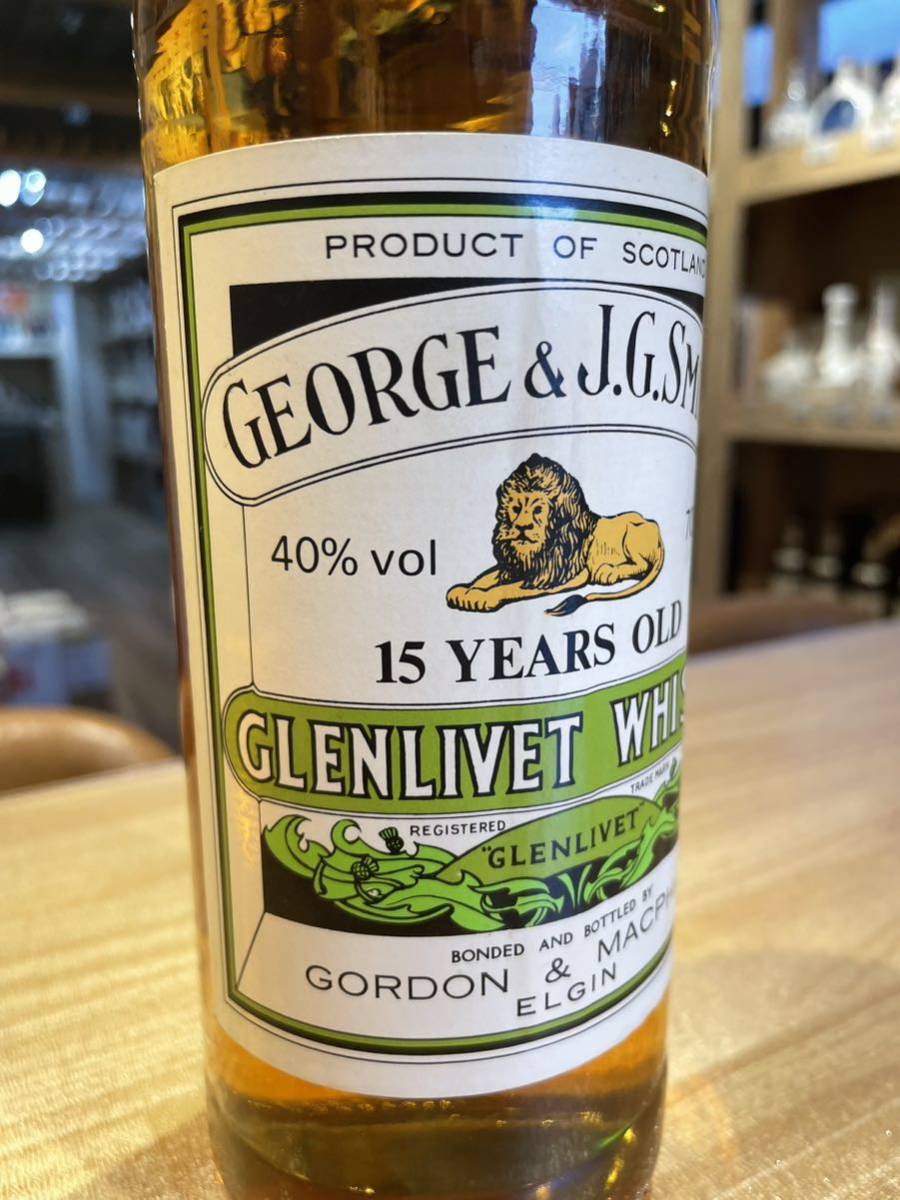 PRODUCT OF SCOTLAND
GEORGE & J.G.SM
40% vol
15 YEARS OLD
GLENLIVET WHIS
TRADE MARK
REGISTERED
"GLENLIVET"
BONDED AND BOTTLED BY
GORDON & MACPH
ELGIN